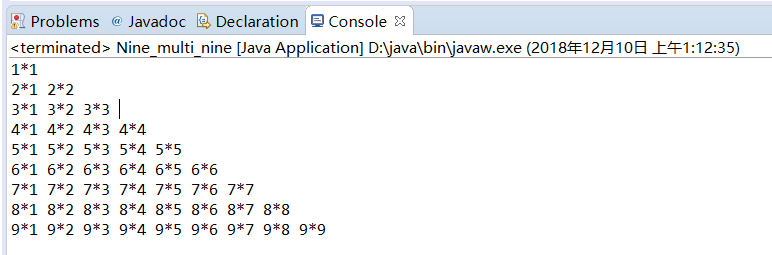 Problems @ Javadoc Declaration Console
<terminated> Nine_multi_nine [Java Application] D:\java\bin\javaw.exe (2018年12月10日 上午1:12:35)
1*1
2*1 2*2
3*1 3*2 3*3
4*1 4*2 4*3 4*4
5*1 5*2 5*3 5*4 5*5
6*1 6*2 6*3 6*4 6*5 6*6
7*1 7*2 7*3 7*4 7*5 7*6 7*7
8*1 8*2 8*3 8*4 8*5 8*6 8*7 8*8
9*1 9*2 9*3 9*4 9*5 9*6 9*7 9*8 9*9